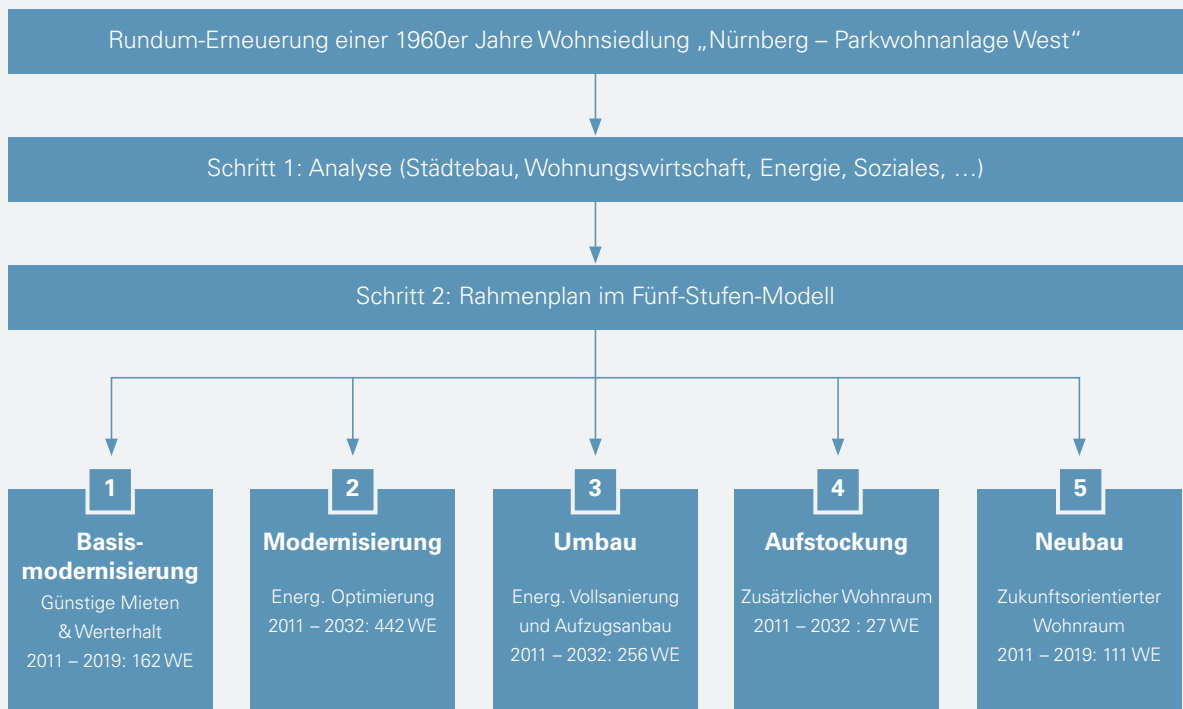 Rundum-Erneuerung einer 1960er Jahre Wohnsiedlung „Nürnberg – Parkwohnanlage West“
Schritt 1: Analyse (Städtebau, Wohnungswirtschaft, Energie, Soziales, …)
Schritt 2: Rahmenplan im Fünf-Stufen-Modell
1
Basis-
modernisierung
Günstige Mieten
& Werterhalt
2011 – 2019: 162 WE
2
Modernisierung
Energ. Optimierung
2011 – 2032: 442 WE
3
Umbau
Energ. Vollsanierung
und Aufzugsanbau
2011 – 2032: 256 WE
4
Aufstockung
Zusätzlicher Wohnraum
2011 – 2032 : 27 WE
5
Neubau
Zukunftsorientierter
Wohnraum
2011 – 2019: 111 WE